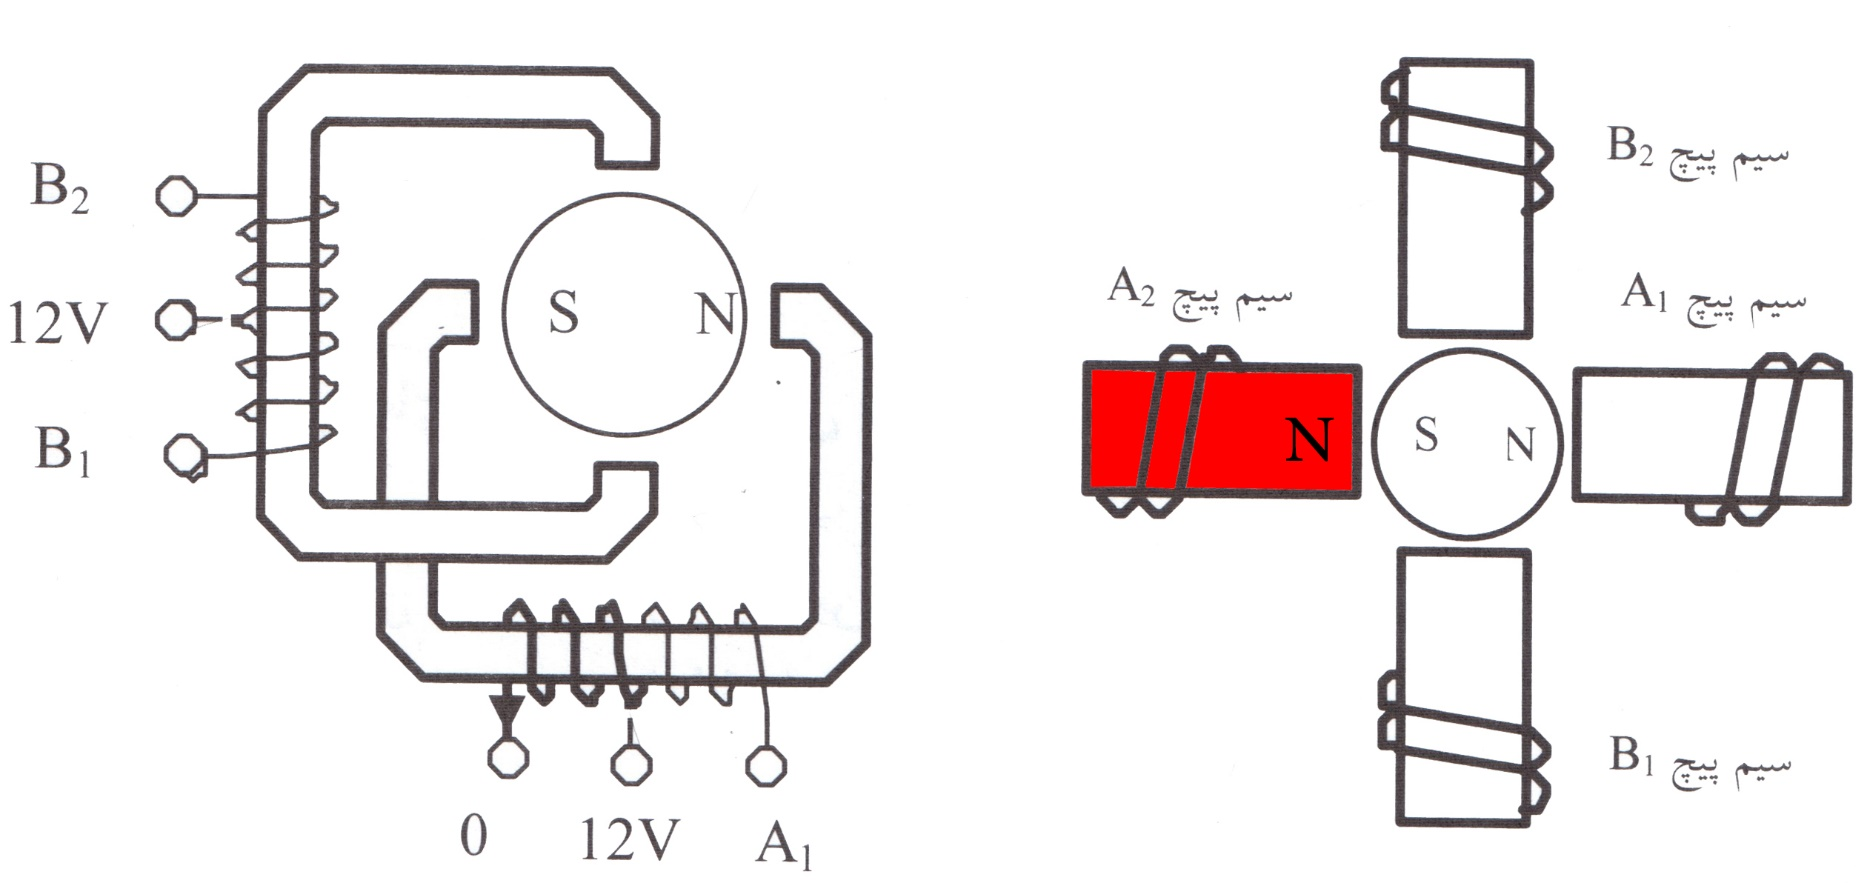 B2
12V
B1
S N
0 12V A1
سیم پیچ B2
سیم پیچ A2
سیم پیچ A1
N
S N
سیم پیچ B1